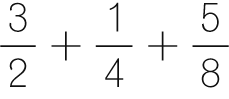 3/2 + 1/4 + 5/8